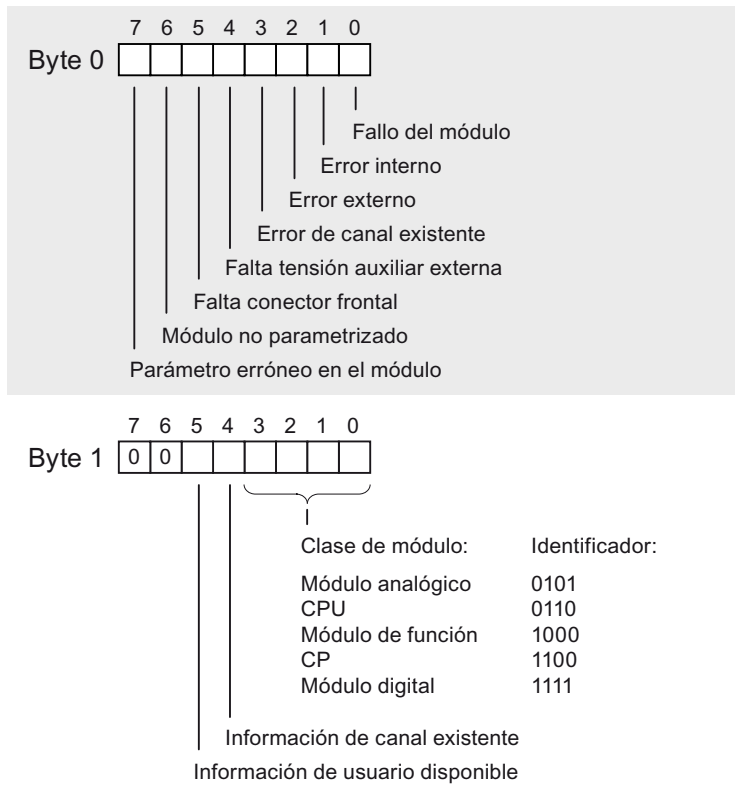 7 6 5 4 3 2 1 0
Byte 0
Fallo del módulo
Error interno
Error externo
Error de canal existente
Falta tensión auxiliar externa
Falta conector frontal
Módulo no parametrizado
Parámetro erróneo en el módulo
7 6 5 4 3 2 1 0
Byte 1 0 0
Clase de módulo: Identificador:
Módulo analógico 0101
CPU 0110
Módulo de función 1000
CP 1100
Módulo digital 1111
Información de canal existente
Información de usuario disponible